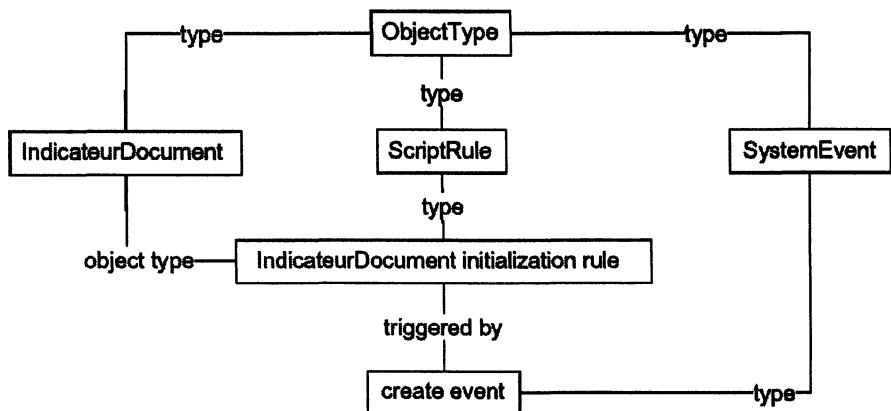 type ObjectType type
type
IndicateurDocument ScriptRule SystemEvent
type
object type IndicateurDocument initialization rule
triggered by
create event type